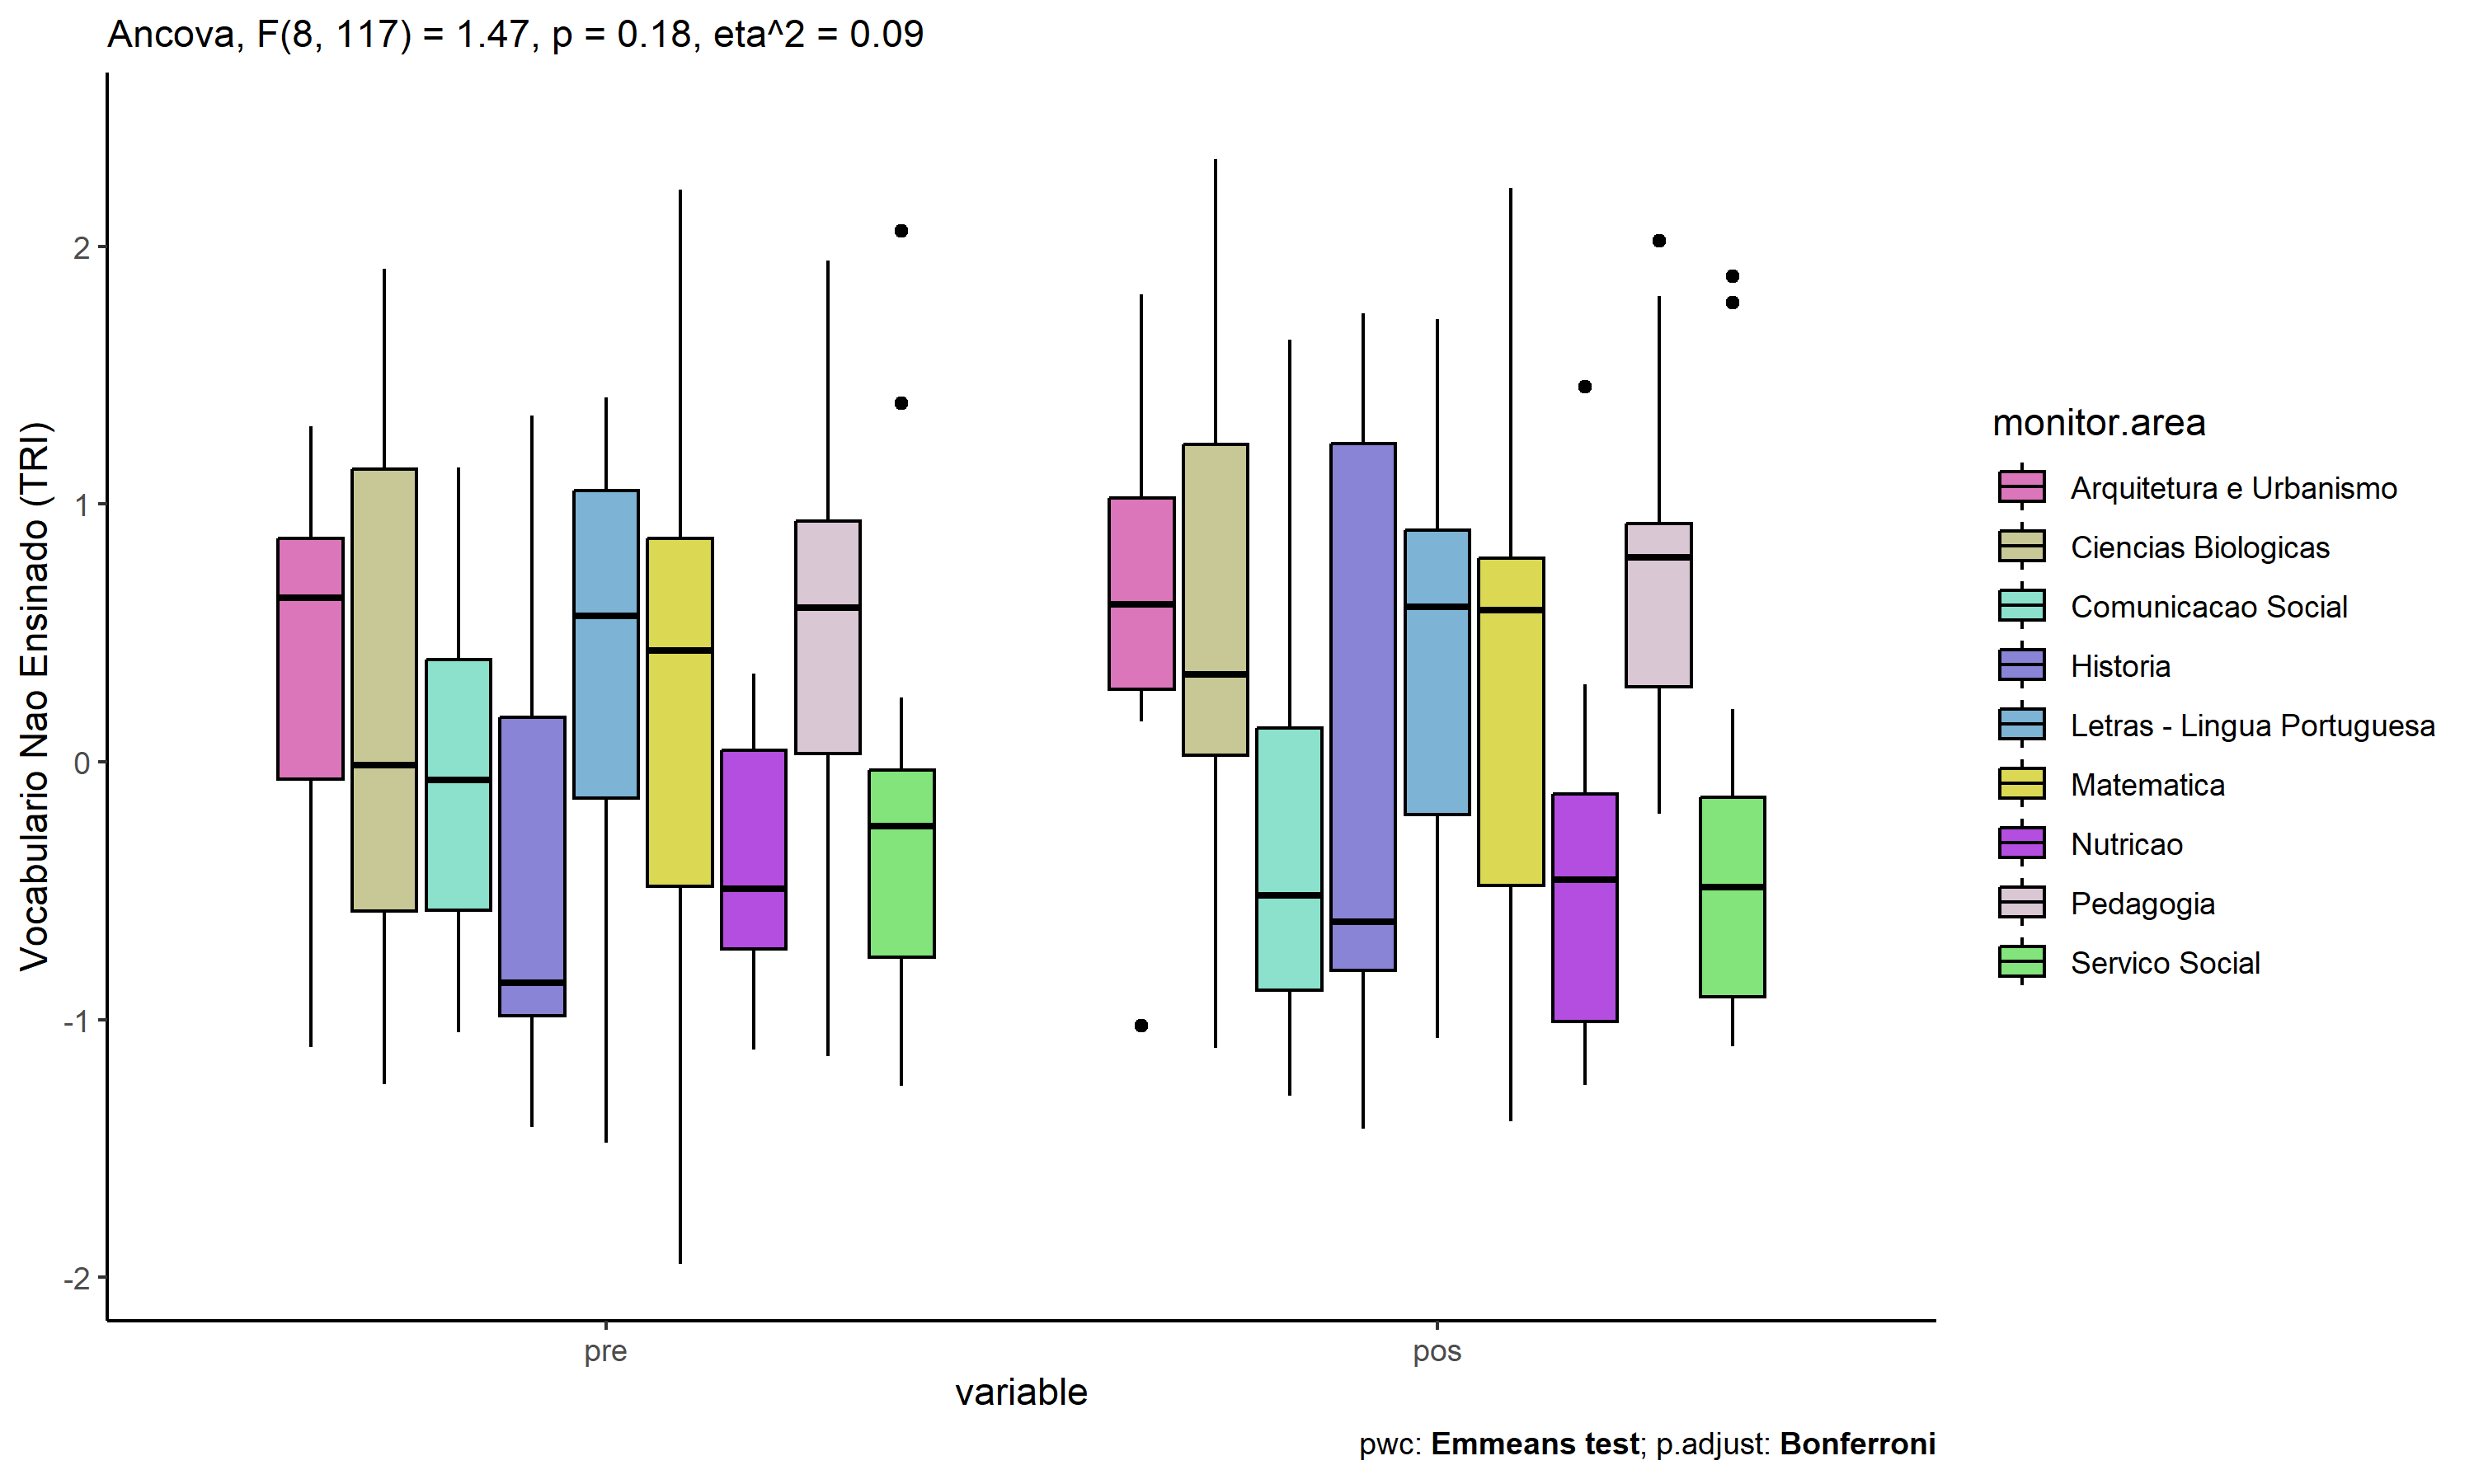 Ancova, F(8, 117) = 1.47, p = 0.18, eta^2 = 0.09
Vocabulario Nao Ensinado (TRI)
2
1
0
-1
-2
pre
pos
variable
monitor.area
Arquitetura e Urbanismo
Ciencias Biologicas
Comunicacao Social
Historia
Letras - Lingua Portuguesa
Matematica
Nutricao
Pedagogia
Servico Social
pwc: Emmeans test; p.adjust: Bonferroni